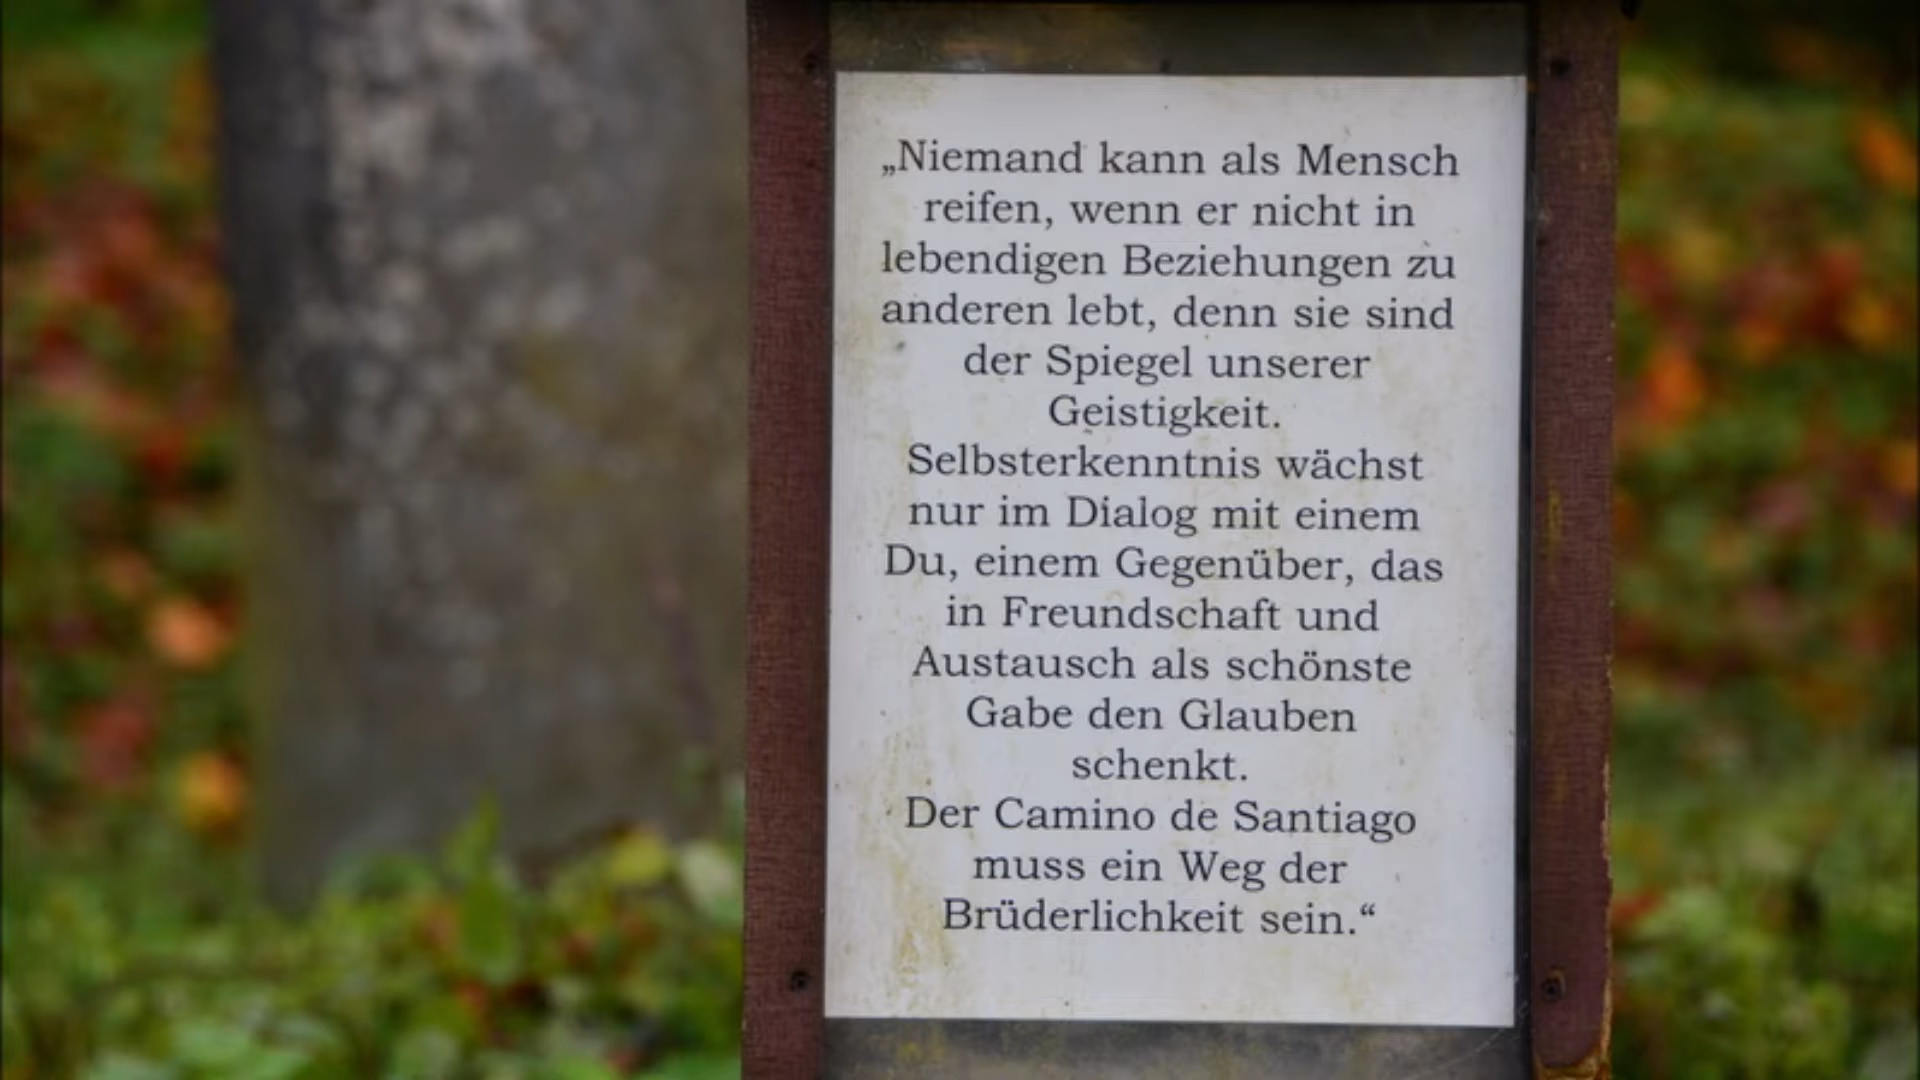 „Niemand kann als Mensch
reifen, wenn er nicht in
lebendigen Beziehungen zu
anderen lebt, denn sie sind
der Spiegel unserer
Geistigkeit.
Selbsterkenntnis wächst
nur im Dialog mit einem
Du, einem Gegenüber, das
in Freundschaft und
Austausch als schönste
Gabe den Glauben
schenkt.
Der Camino de Santiago
muss ein Weg der
Brüderlichkeit sein.“